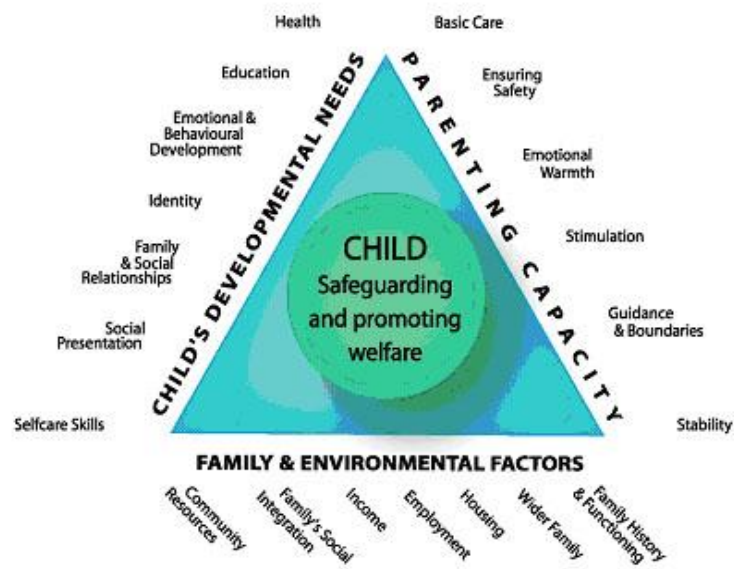 Health
Education
Emotional &
Behavioural
Development
Identity
Family
& Social
Relationships
Social
Presentation
Selfcare Skills
CHILD'S DEVELOPMENTAL NEEDS
CHILD
Safeguarding
and promoting
welfare
PARENTING CAPACITY
Basic Care
Ensuring
Safety
Emotional
Warmth
Stimulation
Guidance
& Boundaries
Stability
FAMILY & ENVIRONMENTAL FACTORS
Community
Resources
Family's Social
Integration
Income
Employment
Housing
Wider Family
Family History
& Functioning